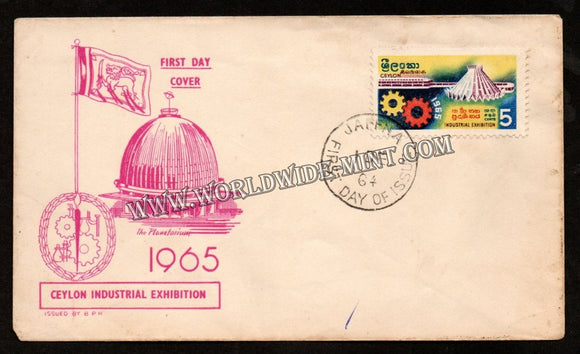 FIRST DAY
COVER
The Planetarium
1965
CEYLON INDUSTRIAL EXHIBITION
ISSUED BY B P H
ශ්‍රී ලංකා
CEYLON
1965
INDUSTRIAL EXHIBITION
5
JAFFNA
64
FIRST DAY OF ISSUE
WWW.WORLDWIDE-MINT.COM